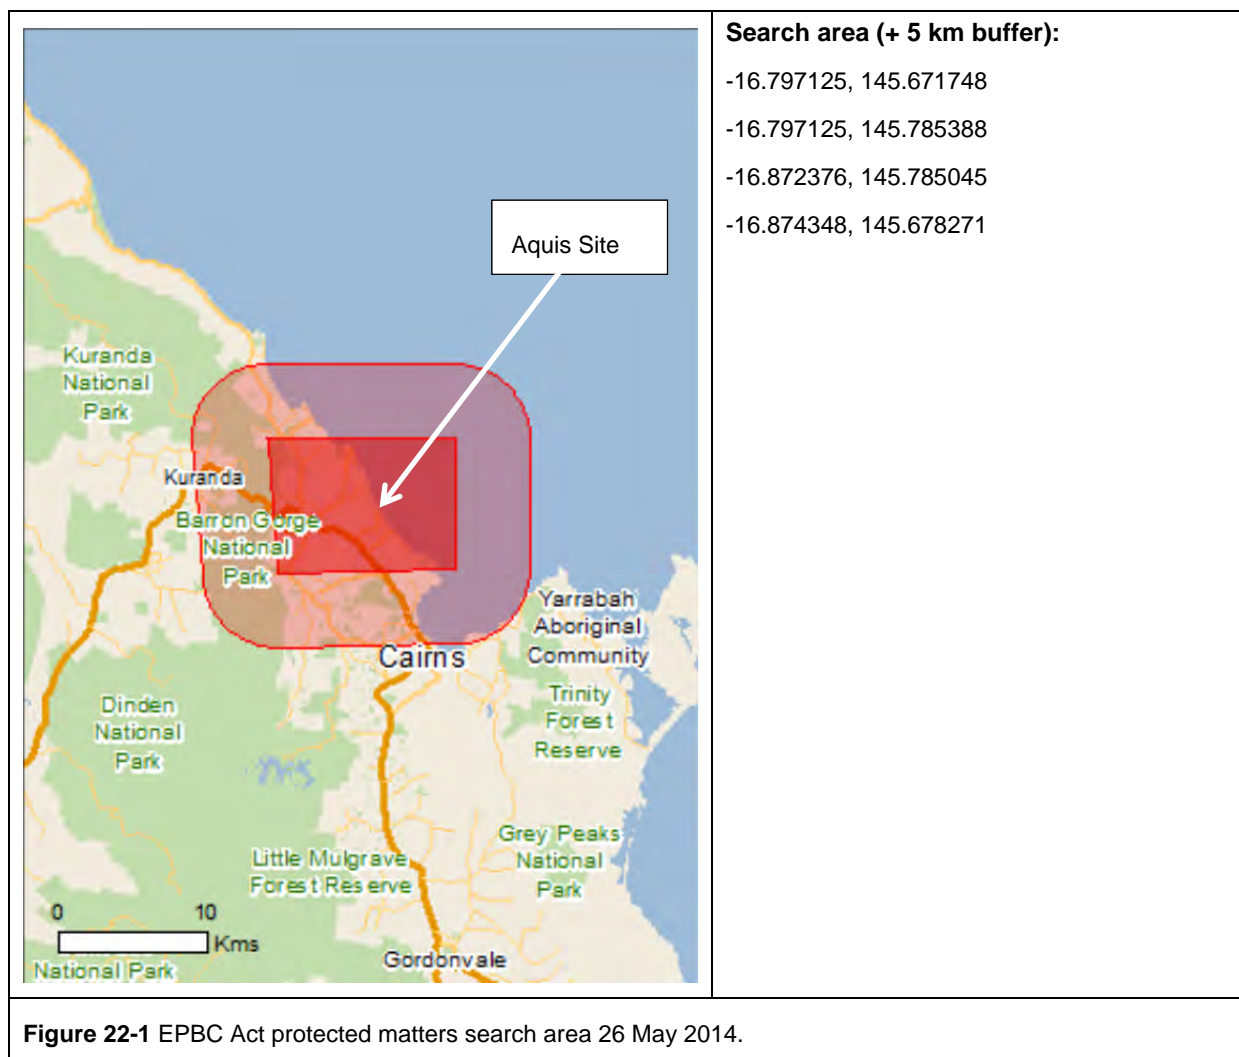 Search area (+ 5 km buffer):
-16.797125, 145.671748
-16.797125, 145.785388
-16.872376, 145.785045
-16.874348, 145.678271
Aquis Site
Kuranda
National
Park
Kuranda
Barron Gorge
National
Park
Yarrabah
Aboriginal
Community
Cairns
Trinity
Forest
Reserve
Dinden
National
Park
Grey Peaks
National
Park
Little Mulgrave
Forest Reserve
0 10
Kms
National Park
Gordonvale
Figure 22-1 EPBC Act protected matters search area 26 May 2014.